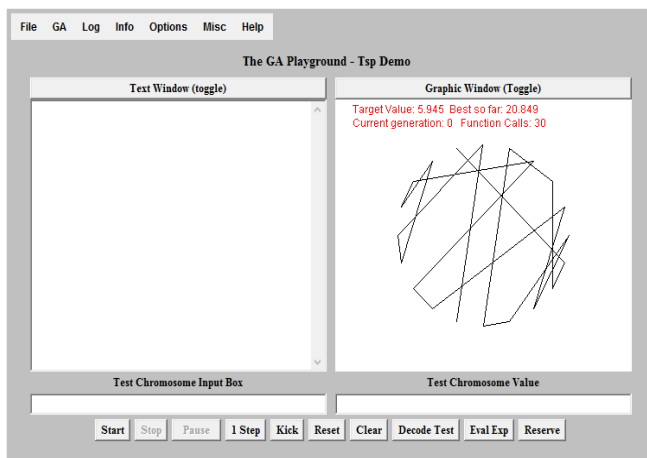 File GA Log Info Options Misc Help
The GA Playground - Tsp Demo
Text Window (toggle) Graphic Window (Toggle)
Target Value: 5.945 Best so far: 20.849
Current generation: 0 Function Calls: 30
Test Chromosome Input Box Test Chromosome Value
Start Stop Pause 1 Step Kick Reset Clear Decode Test Eval Exp Reserve